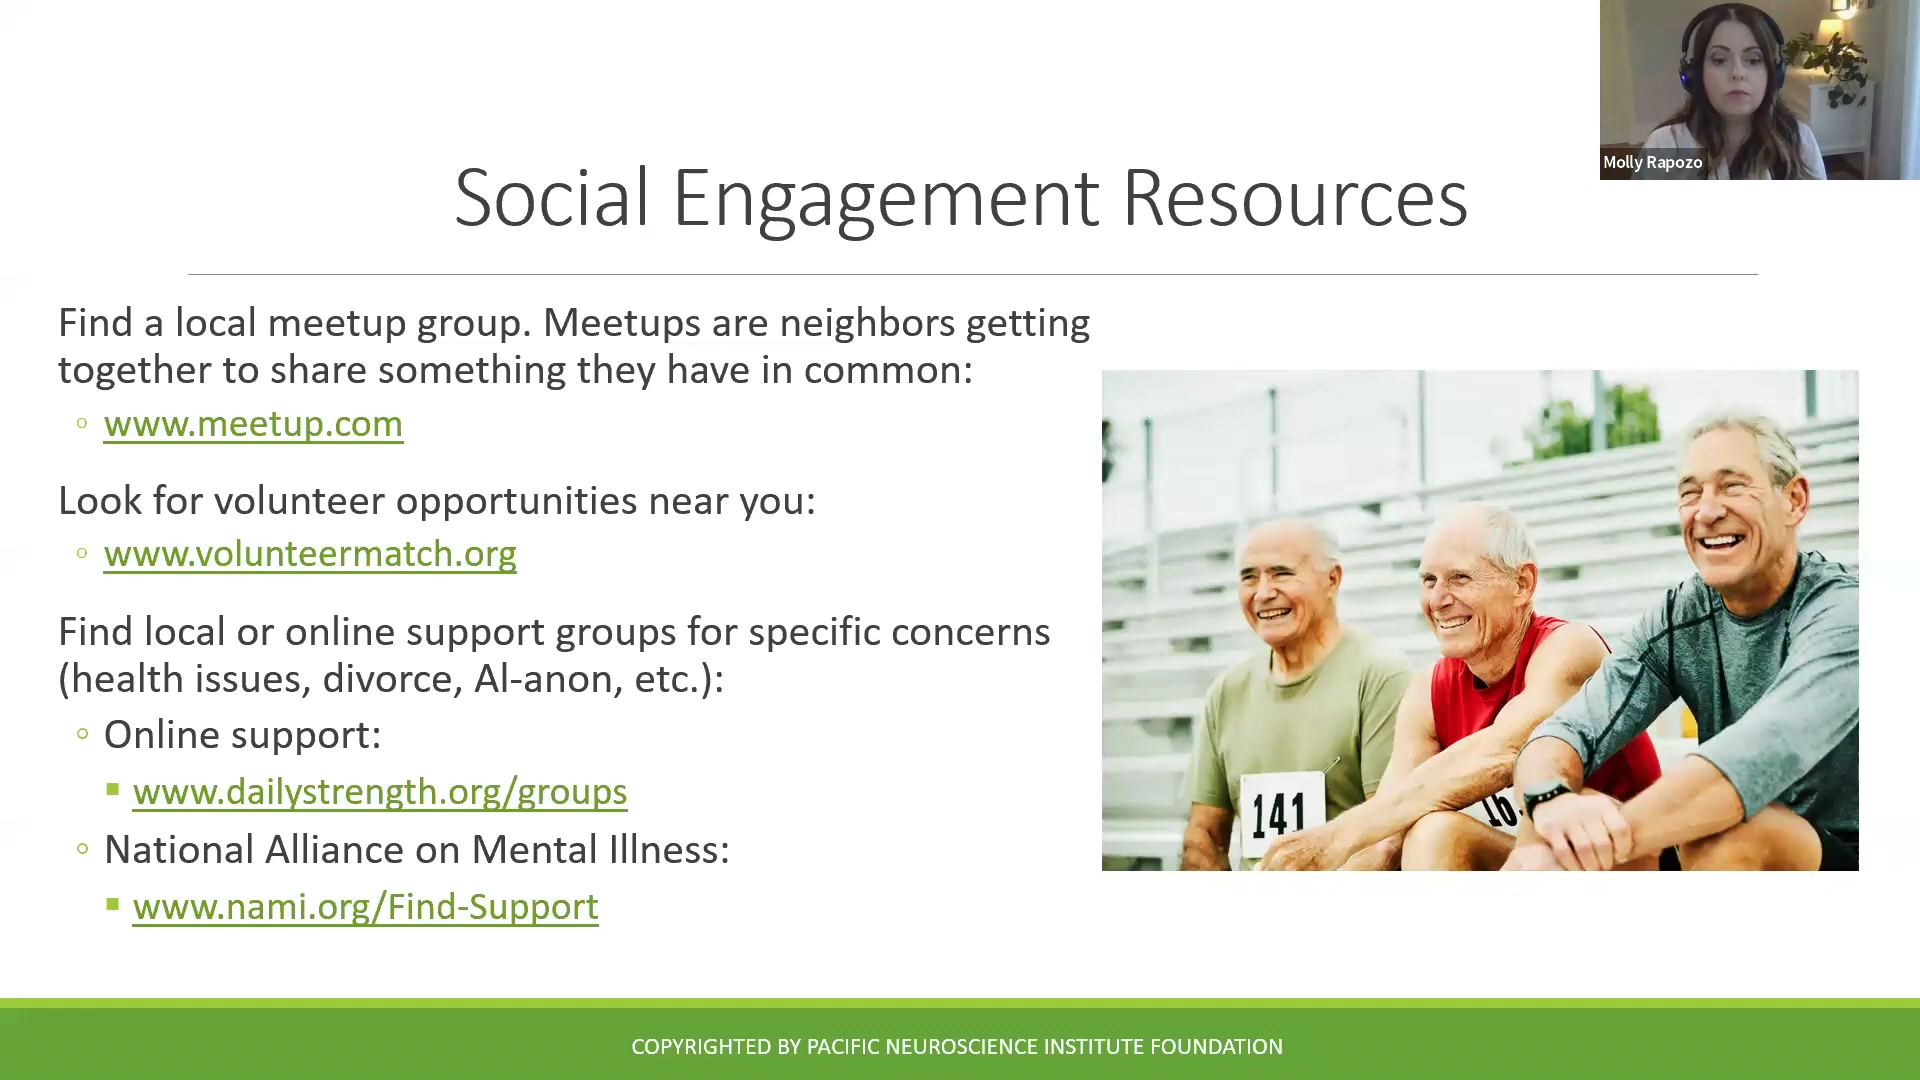 Molly Rapozo
Social Engagement Resources
Find a local meetup group. Meetups are neighbors getting
together to share something they have in common:
www.meetup.com
Look for volunteer opportunities near you:
www.volunteermatch.org
Find local or online support groups for specific concerns
(health issues, divorce, Al-anon, etc.):
Online support:
www.dailystrength.org/groups
National Alliance on Mental Illness:
www.nami.org/Find-Support
141
COPYRIGHTED BY PACIFIC NEUROSCIENCE INSTITUTE FOUNDATION